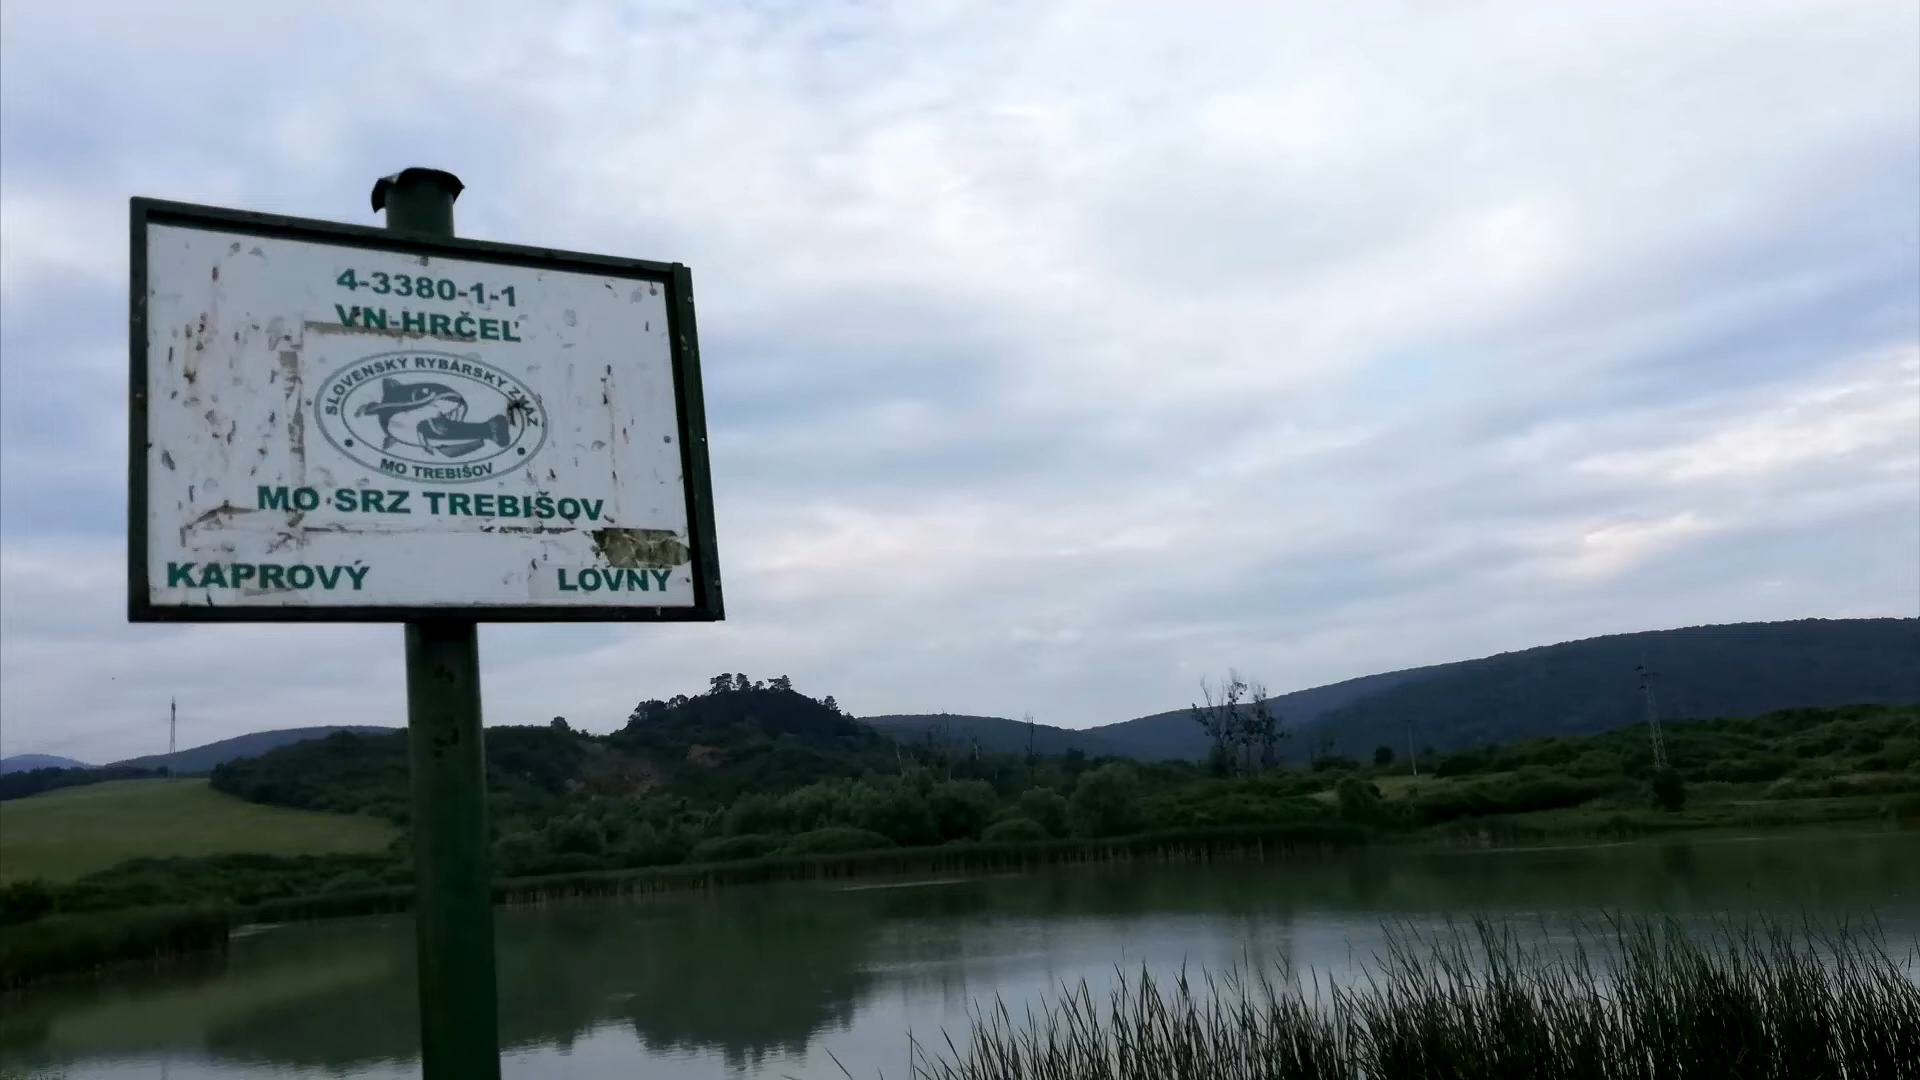 4-3380-1-1
VN-HRČEĽ
SLOVENSKÝ RYBÁRSKY ZVÄZ
MO TREBIŠOV
MO SRZ TREBIŠOV
KAPROVÝ LOVNÝ